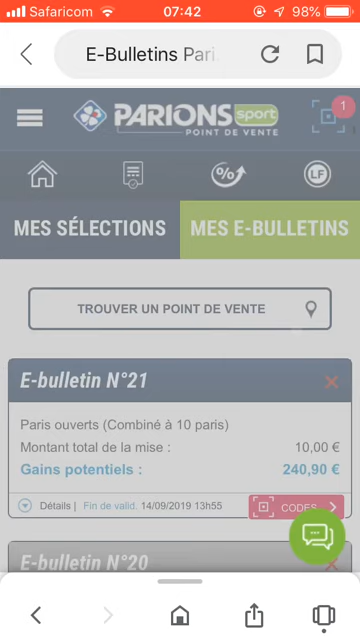 Safaricom 07:42 98%
E-Bulletins Pari
PARIONS sport
POINT DE VENTE
1
% LF
MES SÉLECTIONS MES E-BULLETINS
TROUVER UN POINT DE VENTE
E-bulletin N°21
Paris ouverts (Combiné à 10 paris)
Montant total de la mise : 10,00 €
Gains potentiels : 240,90 €
Détails | Fin de valid. 14/09/2019 13h55 CODES
E-bulletin N°20